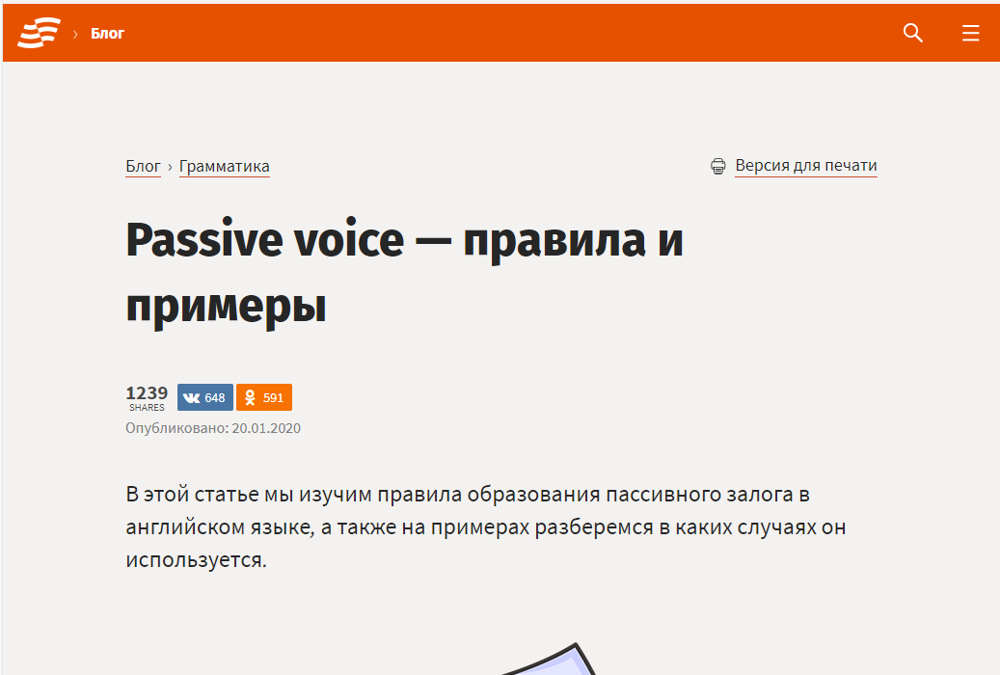 › Блог
Блог › Грамматика
Версия для печати
Passive voice — правила и
примеры
1239
SHARES
648
591
Опубликовано: 20.01.2020
В этой статье мы изучим правила образования пассивного залога в
английском языке, а также на примерах разберемся в каких случаях он
используется.